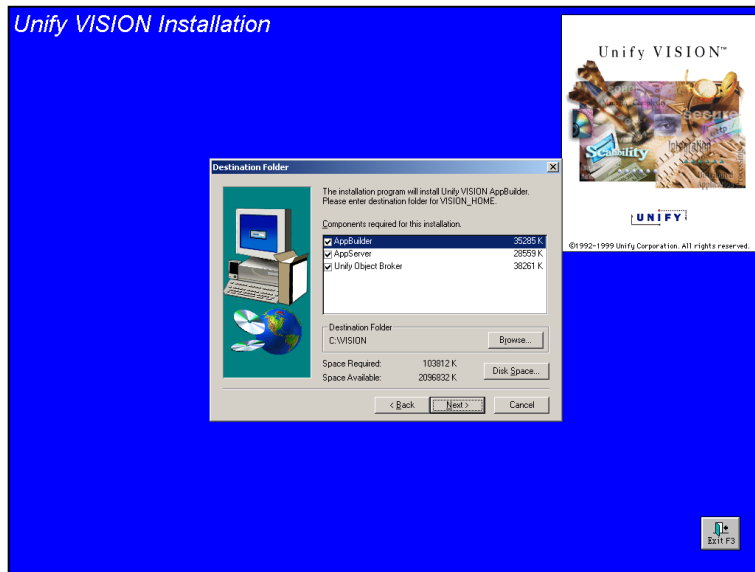 Unify VISION Installation
Unify VISION™
secure
Scalability
Integration
UNIFY
©1992-1999 Unify Corporation. All rights reserved.
Destination Folder
The installation program will install Unify VISION AppBuilder.
Please enter destination folder for VISION_HOME.
Components required for this installation.
AppBuilder 35285 K
AppServer 28559 K
Unify Object Broker 38261 K
Destination Folder
C:\VISION
Browse...
Space Required: 103812 K
Space Available: 2096832 K
Disk Space...
< Back Next > Cancel
Exit F3